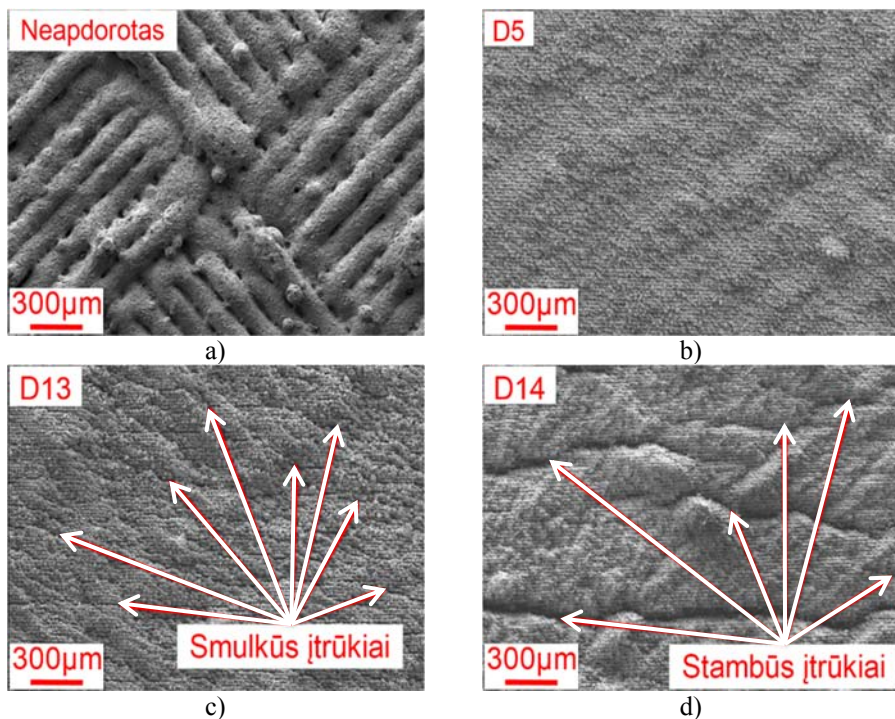 Neapdorotas
300µm
a)
D5
300µm
b)
D13
Smulkūs įtrūkiai
300µm
c)
D14
Stambūs įtrūkiai
300µm
d)